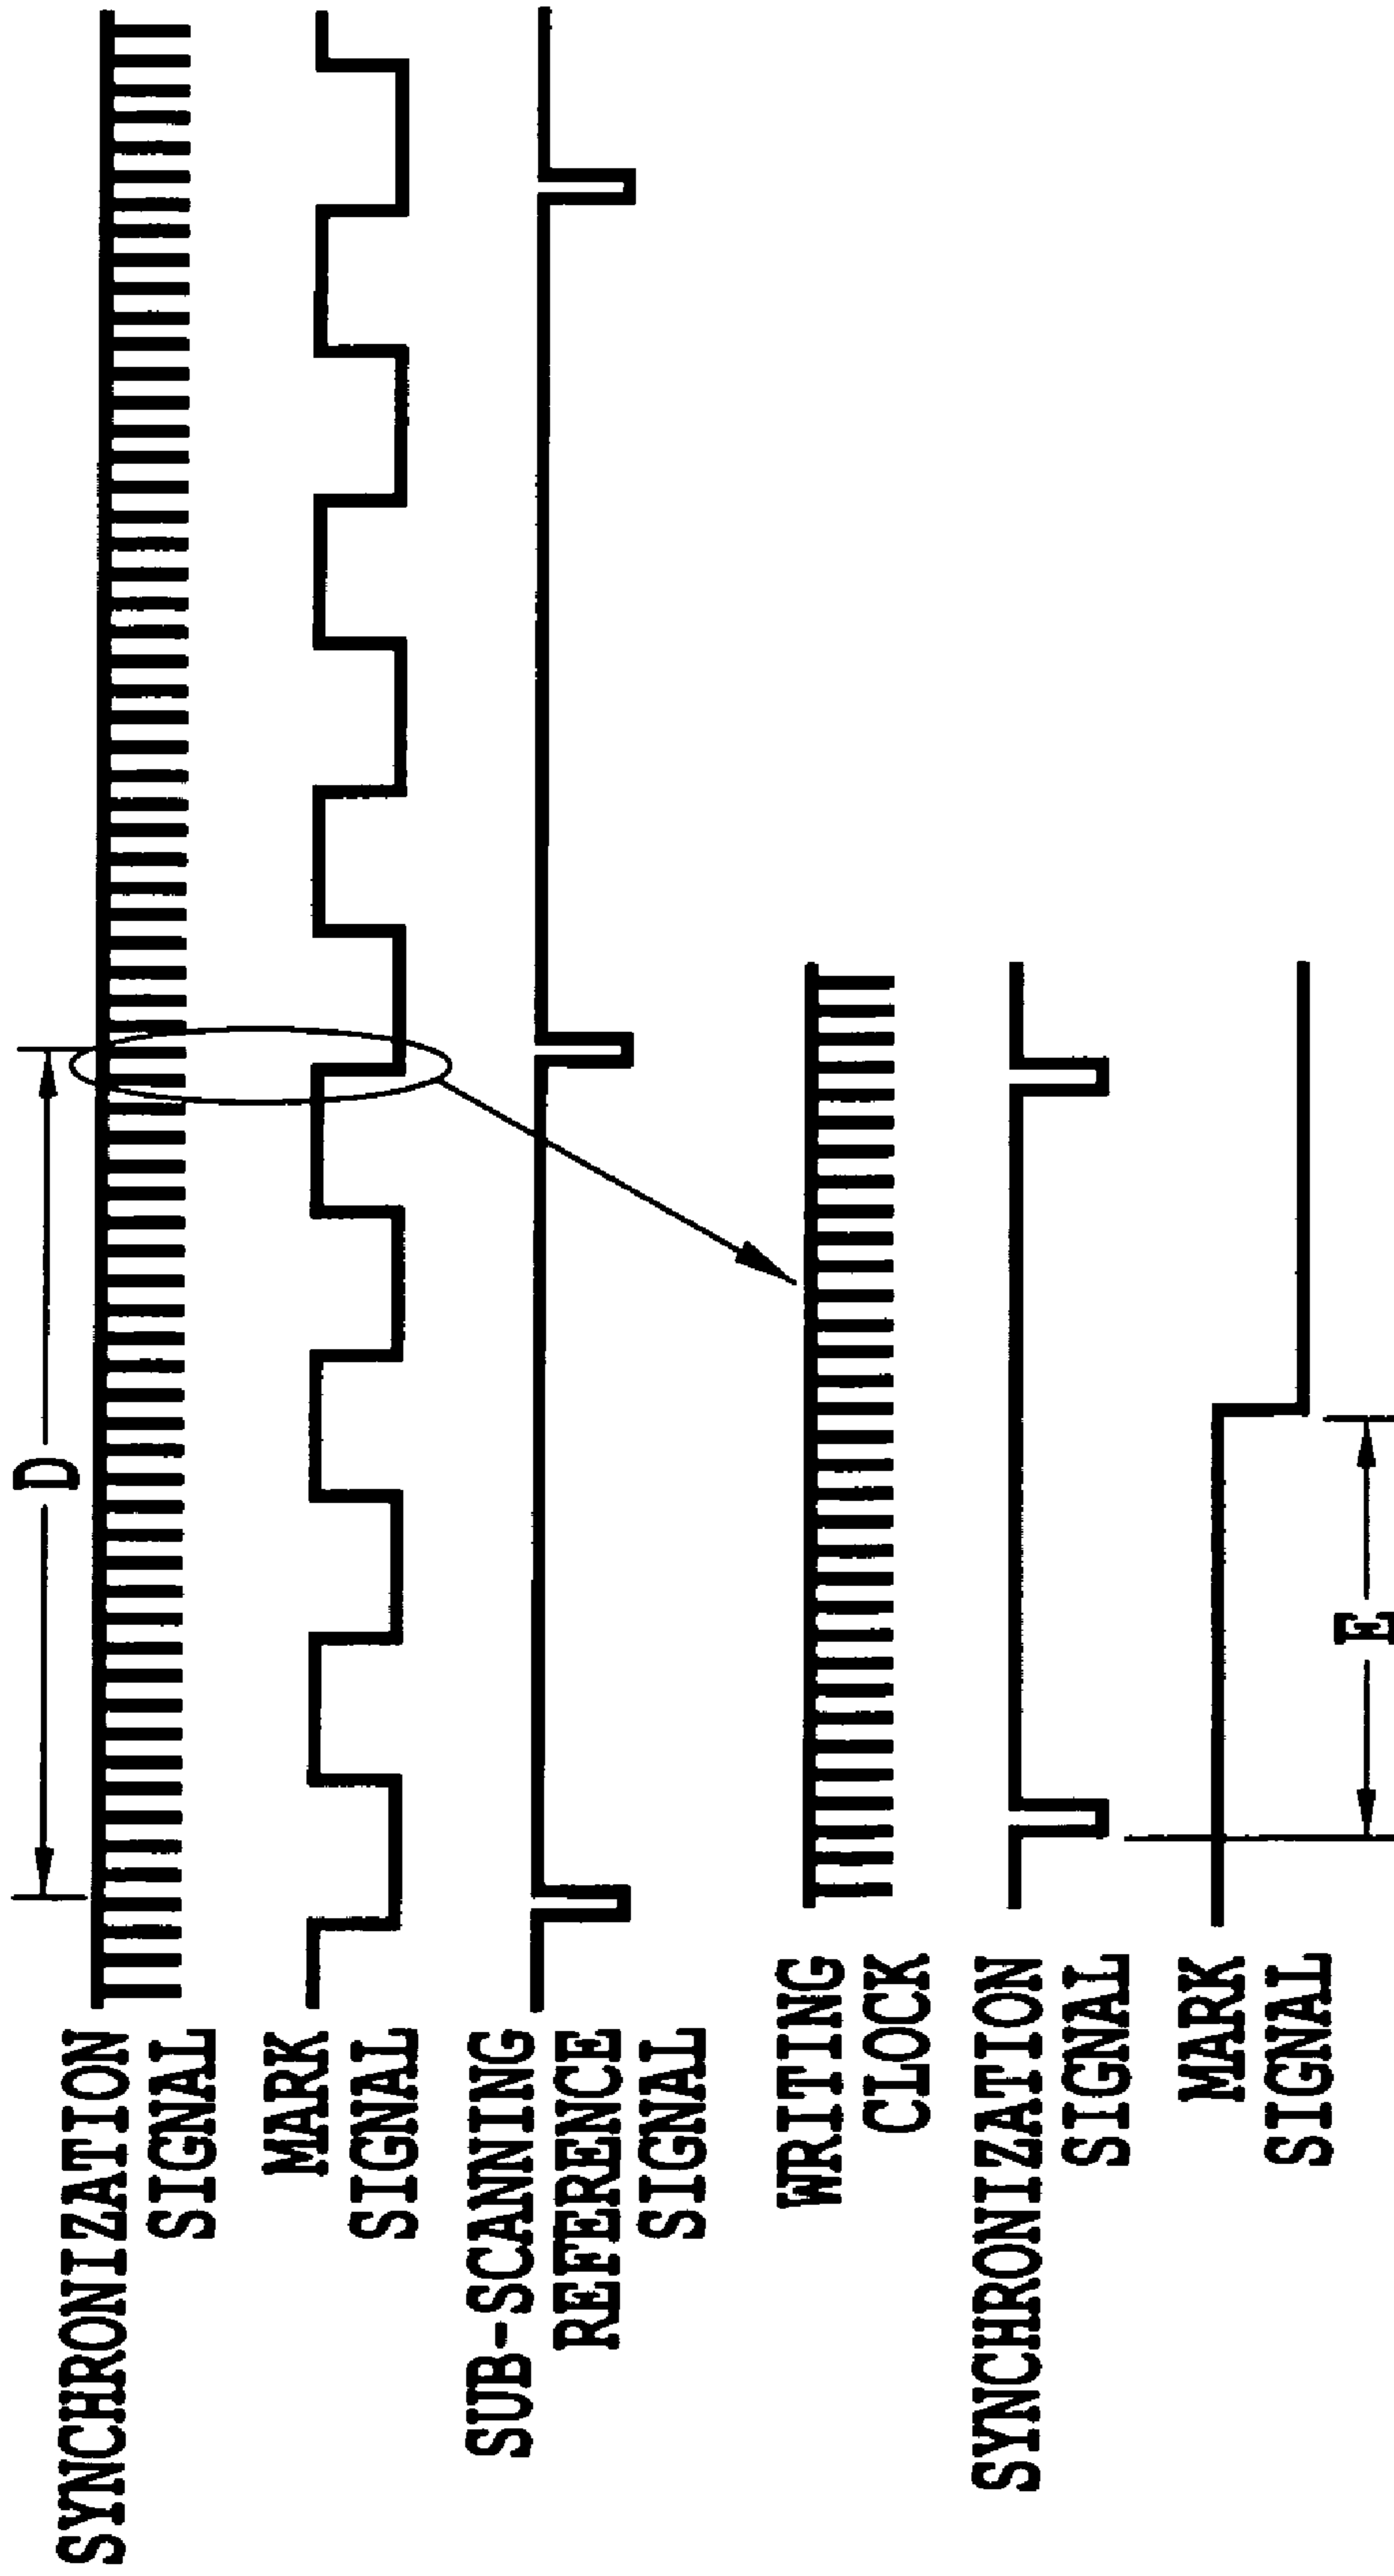 D
SYNCHRONIZATION
SIGNAL
MARK
SIGNAL
SUB-SCANNING
REFERENCE
SIGNAL
WRITING
CLOCK
SYNCHRONIZATION
SIGNAL
MARK
SIGNAL
E